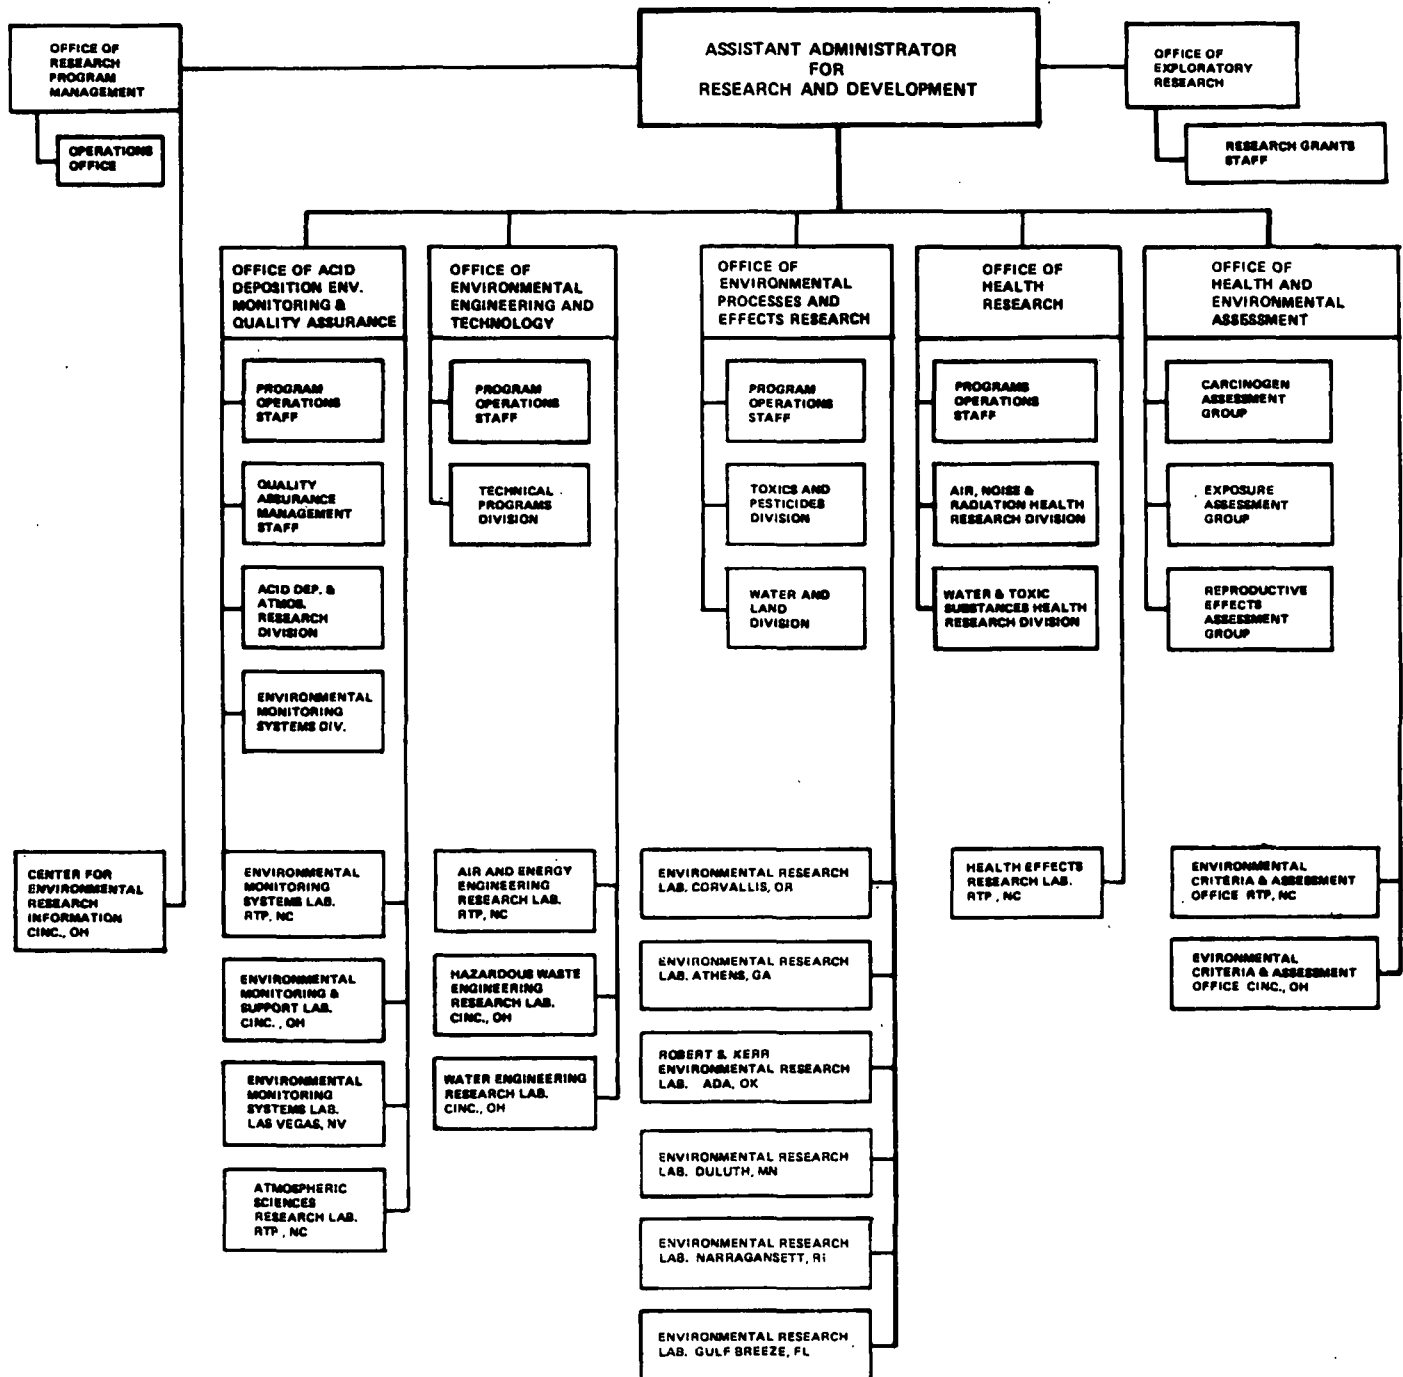 OFFICE OF
RESEARCH
PROGRAM
MANAGEMENT
OPERATIONS
OFFICE
ASSISTANT ADMINISTRATOR
FOR
RESEARCH AND DEVELOPMENT
OFFICE OF
EXPLORATORY
RESEARCH
RESEARCH GRANTS
STAFF
OFFICE OF ACID
DEPOSITION ENV.
MONITORING &
QUALITY ASSURANCE
OFFICE OF
ENVIRONMENTAL
ENGINEERING AND
TECHNOLOGY
OFFICE OF
ENVIRONMENTAL
PROCESSES AND
EFFECTS RESEARCH
OFFICE OF
HEALTH
RESEARCH
OFFICE OF
HEALTH AND
ENVIRONMENTAL
ASSESSMENT
PROGRAM
OPERATIONS
STAFF
QUALITY
ASSURANCE
MANAGEMENT
STAFF
ACID DEP. &
ATMOS.
RESEARCH
DIVISION
ENVIRONMENTAL
MONITORING
SYSTEMS DIV.
PROGRAM
OPERATIONS
STAFF
TECHNICAL
PROGRAMS
DIVISION
PROGRAM
OPERATIONS
STAFF
TOXICS AND
PESTICIDES
DIVISION
WATER AND
LAND
DIVISION
PROGRAMS
OPERATIONS
STAFF
AIR, NOISE &
RADIATION HEALTH
RESEARCH DIVISION
WATER & TOXIC
SUBSTANCES HEALTH
RESEARCH DIVISION
CARCINOGEN
ASSESSMENT
GROUP
EXPOSURE
ASSESSMENT
GROUP
REPRODUCTIVE
EFFECTS
ASSESSMENT
GROUP
CENTER FOR
ENVIRONMENTAL
RESEARCH
INFORMATION
CINC., OH
ENVIRONMENTAL
MONITORING
SYSTEMS LAB.
RTP, NC
ENVIRONMENTAL
MONITORING &
SUPPORT LAB.
CINC., OH
ENVIRONMENTAL
MONITORING
SYSTEMS LAB.
LAS VEGAS, NV
ATMOSPHERIC
SCIENCES
RESEARCH LAB.
RTP, NC
AIR AND ENERGY
ENGINEERING
RESEARCH LAB.
RTP, NC
HAZARDOUS WASTE
ENGINEERING
RESEARCH LAB.
CINC., OH
WATER ENGINEERING
RESEARCH LAB.
CINC., OH
ENVIRONMENTAL RESEARCH
LAB. CORVALLIS, OR
ENVIRONMENTAL RESEARCH
LAB. ATHENS, GA
ROBERT S. KERR
ENVIRONMENTAL RESEARCH
LAB. ADA, OK
ENVIRONMENTAL RESEARCH
LAB. DULUTH, MN
ENVIRONMENTAL RESEARCH
LAB. NARRAGANSETT, RI
ENVIRONMENTAL RESEARCH
LAB. GULF BREEZE, FL
HEALTH EFFECTS
RESEARCH LAB.
RTP, NC
ENVIRONMENTAL
CRITERIA & ASSESSMENT
OFFICE RTP, NC
EVIRONMENTAL
CRITERIA & ASSESSMENT
OFFICE CINC., OH